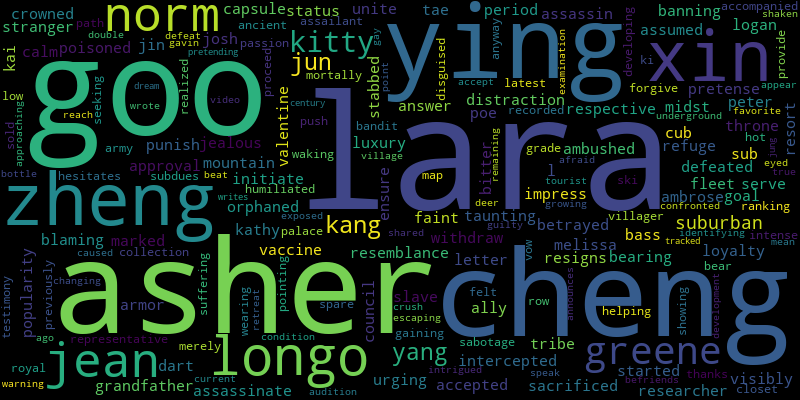 crowned
norm
capsule
status
unite
tae
period
banning
path
accompanied
stranger
double
ancient
assailant
assassin
defeat
gavin
kitty
ying
assumed
logan
shaken
kai
calm
poisoned
jin
josh
passion
disguised
developing
xin
provide
goo
pretending
jun
stabbed
gay
examination
ki
low
dream
proceed
mortally
anyway
latest
forgive
appear
approaching
sold
reach
seeking
wrote
realized
video
valentine
point
accept
answer
respective
pretense
peter
century
distraction
recorded
midst
underground
favorite
army
punish
jealous
push
bandit
poe
ambushed
throne
hot
jung
resort
bottle
mountain
waking
village
lara
bitter
remaining
grade
afraid
cub
refuge
eyed
true
zheng
hesitates
subdues
beat
approval
initiate
luxury
map
l
tourist
sub
defeated
fleet
serve
writes
humiliated
ensure
deer
impress
growing
ski
ambrose
goal
ranking
orphaned
exposed
kang
faint
taunting
villager
confronted
suburban
blaming
marked
kathy
palace
shared
guilty
betrayed
bass
identifying
intense
caused
collection
vaccine
resemblance
withdraw
vow
melissa
resigns
bearing
tracked
loyalty
mean
testimony
popularity
previously
changing
asher
suffering
pointing
letter
felt
cheng
bear
armor
wearing
retreat
spare
council
slave
crush
ally
row
announces
showing
development
ago
representative
condition
escaping
gaining
sabotage
helping
royal
jean
merely
longo
yang
intercepted
tribe
greene
started
thanks
warning
dart
current
intrigued
speak
researcher
visibly
grandfather
assassinate
audition
urging
accepted
befriends
sacrificed
closet